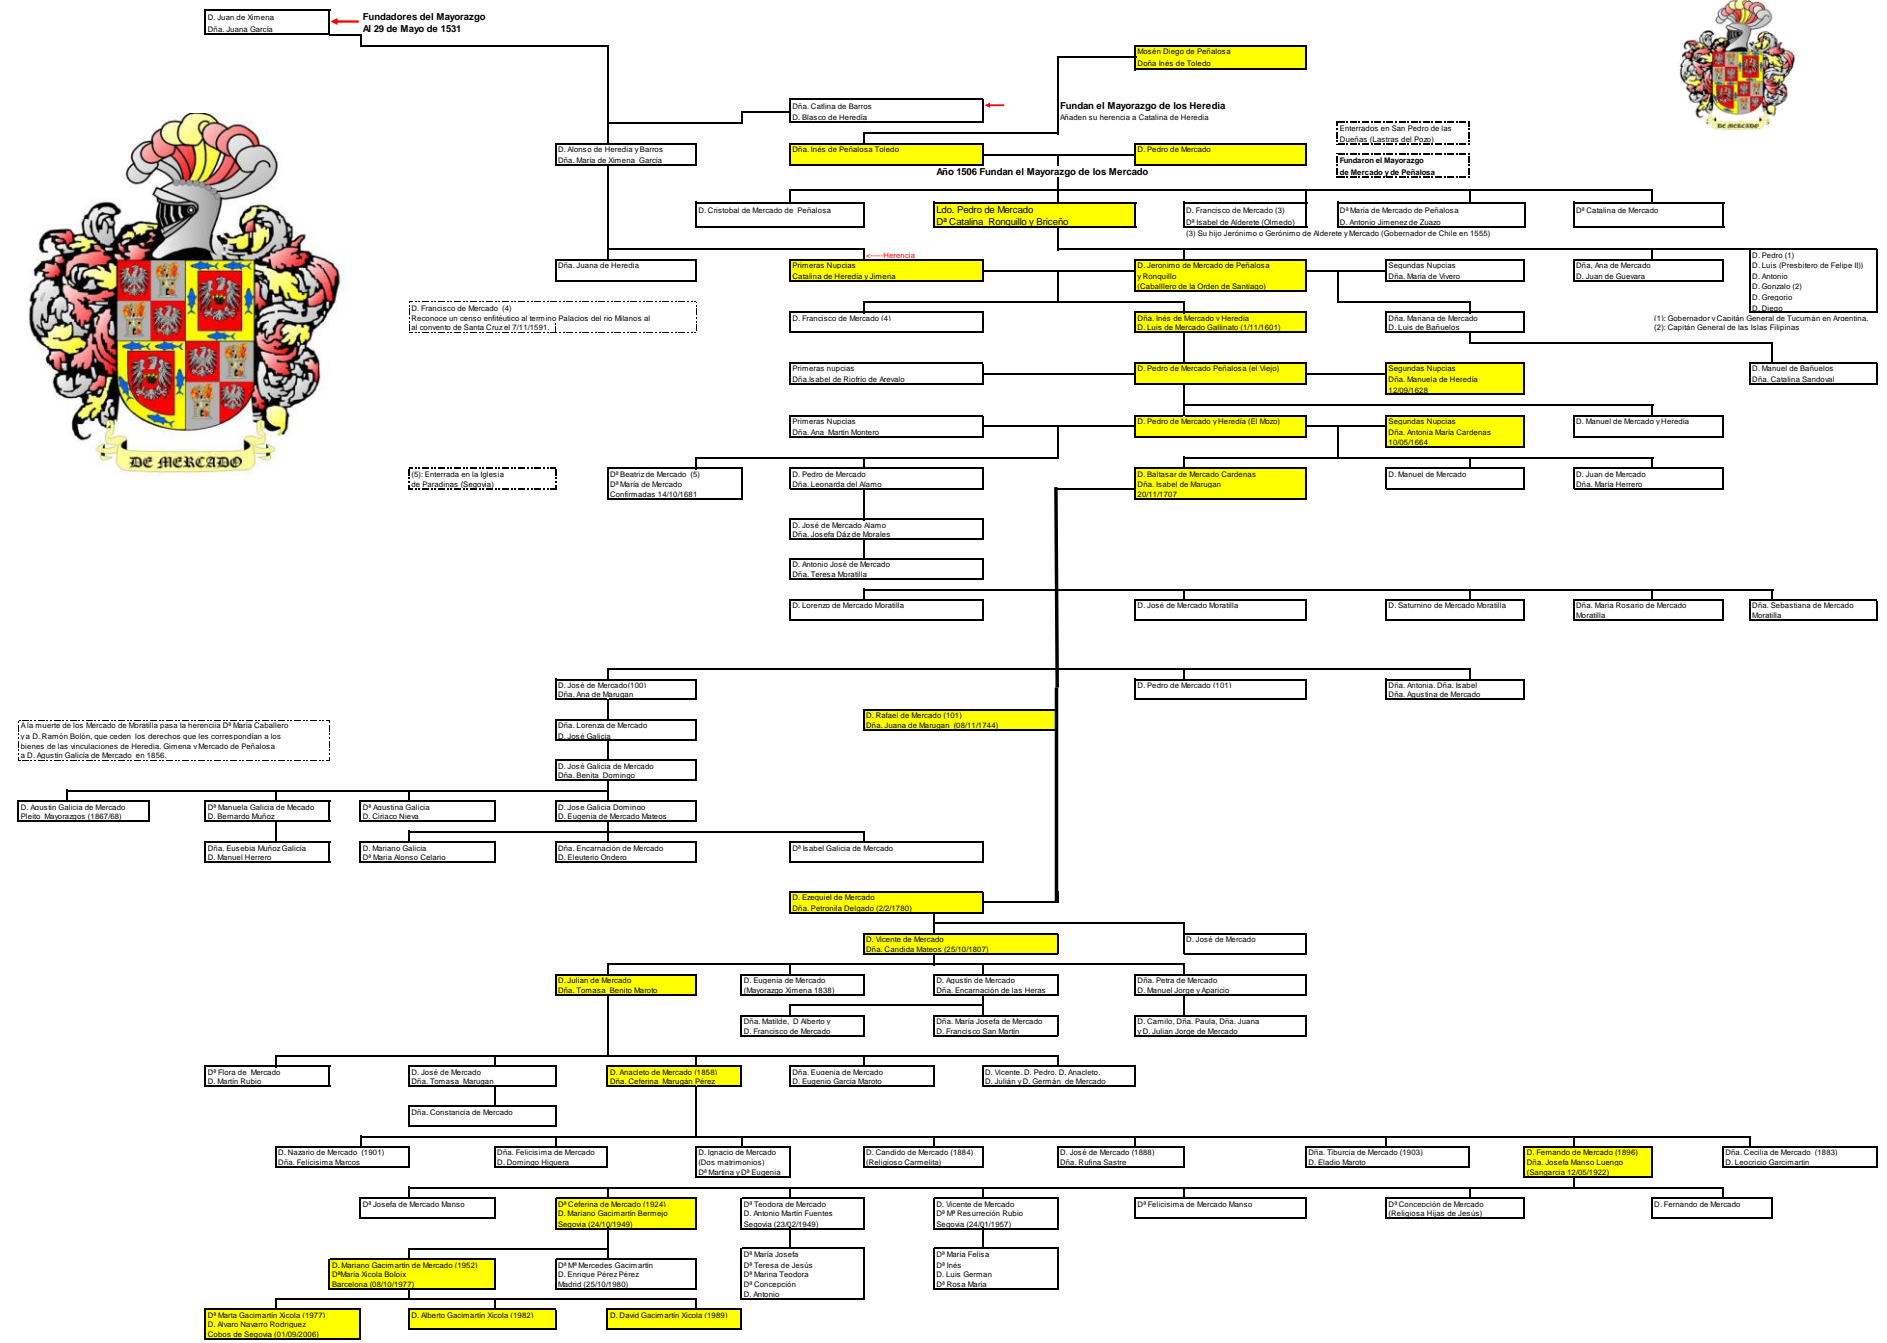 D. Juan de Ximena
Dña. Juana García
Fundadores del Mayorazgo
Al 29 de Mayo de 1531
Mosén Diego de Peñalosa
Doña Inés de Toledo
Dña. Catlina de Barros
D. Blasco de Heredia
Fundan el Mayorazgo de los Heredia
Añaden su herencia a Catalina de Heredia
DE MERCADO
Enterrados en San Pedro de las
Dueñas (Lastras del Pozo)
D. Alonso de Heredia y Barros
Dña. María de Ximena García
Dña. Inés de Peñalosa Toledo
D. Pedro de Mercado
Fundaron el Mayorazgo
de Mercado y de Peñalosa
Año 1506 Fundan el Mayorazgo de los Mercado
D. Cristobal de Mercado de Peñalosa
Ldo. Pedro de Mercado
Dª Catalina Ronquillo y Briceño
D. Francisco de Mercado (3)
Dª Isabel de Alderete (Olmedo)
Dª María de Mercado de Peñalosa
D. Antonio Jimenez de Zuazo
Dª Catalina de Mercado
(3) Su hijo Jerónimo o Gerónimo de Alderete y Mercado (Gobernador de Chile en 1555)
<-----Herencia
Dña. Juana de Heredia
Primeras Nupcias
Catalina de Heredia y Jimena
D. Jeronimo de Mercado de Peñalosa
y Ronquillo
(Caballlero de la Orden de Santiago)
Segundas Nupcias
Dña. María de Vivero
Dña, Ana de Mercado
D. Juan de Guevara
D. Pedro (1)
D. Luis (Presbitero de Felipe II))
D. Antonio
D. Gonzalo (2)
D. Gregorio
D. Diego
D. Francisco de Mercado (4)
Reconoce un censo enfitéutico al termino Palacios del rio Milanos al
al convento de Santa Cruz el 7/11/1591.
D. Francisco de Mercado (4)
Dña. Inés de Mercado y Heredia
D. Luis de Mercado Gallinato (1/11/1601)
Dña. Mariana de Mercado
D. Luis de Bañuelos
(1): Gobernador y Capitán General de Tucumán en Argentina.
(2): Capitán General de las Islas Filipinas
Primeras nupcias
Dña.Isabel de Riofrío de Arevalo
D. Pedro de Mercado Peñalosa (el Viejo)
Segundas Nupcias
Dña. Manuela de Heredía
12/09/1628
D. Manuel de Bañuelos
Dña. Catalina Sandoval
Primeras Nupcias
Dña. Ana Martín Montero
D. Pedro de Mercado y Heredia (El Mozo)
Segundas Nupcias
Dña. Antonia María Cardenas
10/05/1664
D. Manuel de Mercado y Heredia
DE MERCADO
(5): Enterrada en la Iglesia
de Paradinas (Segovia)
Dª Beatriz de Mercado (5)
Dª María de Mercado
Confirmadas 14/10/1681
D. Pedro de Mercado
Dña. Leonarda del Alamo
D. Baltasar de Mercado Cardenas
Dña. Isabel de Marugan
20/11/1707
D. Manuel de Mercado
D. Juan de Mercado
Dña. María Herrero
D. José de Mercado Alamo
Dña. Josefa Dáz de Morales
D. Antonio José de Mercado
Dña. Teresa Moratilla
D. Lorenzo de Mercado Moratilla
D. José de Mercado Moratilla
D. Saturnino de Mercado Moratilla
Dña. Maria Rosario de Mercado
Moratilla
Dña. Sebastiana de Mercado
Moratilla
D. José de Mercado(100)
Dña. Ana de Marugan
D. Pedro de Mercado (101)
Dña. Antonia. Dña. Isabel
Dña. Agustina de Mercado
D. Rafael de Mercado (101)
Dña. Juana de Marugan (08/11/1744)
A la muerte de los Mercado de Moratilla pasa la herenciia Dª María Caballero
y a D. Ramón Bolón, que ceden los derechos que les correspondían a los
bienes de las vinculaciones de Heredia. Gimena y Mercado de Peñalosa
a D. Agustín Galicía de Mercado en 1856.
Dña. Lorenza de Mercado
D. José Galicia
D. José Galicia de Mercado
Dña. Benita Domingo
D. Agustin Galicia de Mercado
Pleito Mayorazgos (1867/68)
Dª Manuela Galicia de Mecado
D. Bernardo Muñoz
Dª Agustina Galicia
D. Ciriaco Nieva
D. Jose Galicia Domingo
D. Eugenia de Mercado Mateos
Dña. Eusebia Muñoz Galicía
D. Manuel Herrero
D. Mariano Galicia
Dª Maria Alonso Celario
Dña. Encarnación de Mercado
D. Eleuterio Ondero
Dª Isabel Galicia de Mercado
D. Ezequiel de Mercado
Dña. Petronila Delgado (2/2/1780)
D. Vicente de Mercado
Dña. Candida Mateos (25/10/1807)
D. José de Mercado
D. Julian de Mercado
Dña. Tomasa Benito Maroto
D. Eugenia de Mercado
(Mayorazgo Ximena 1838)
D. Agustín de Mercado
Dña. Encarnación de las Heras
Dña. Petra de Mercado
D. Manuel Jorge y Aparicio
Dña. Matilde, D Alberto y
D. Francisco de Mercado
Dña. María Josefa de Mercado
D. Francisco San Martín
D. Camilo, Dña. Paula, Dña. Juana
y D. Julian Jorge de Mercado
Dª Flora de Mercado
D. Martín Rubio
D. José de Mercado
Dña. Tomasa Marugan
D. Anacleto de Mercado (1858)
Dña. Ceferina Marugán Pérez
Dña. Eugenia de Mercado
D. Eugenio García Maroto
D. Vicente. D. Pedro. D. Anacleto.
D. Julián y D. Germán de Mercado
Dña. Constancia de Mercado
D. Nazario de Mercado (1901)
Dña. Felicisima Marcos
Dña. Felicisima de Mercado
D. Domingo Higuera
D. Ignacio de Mercado
(Dos matrimonios)
Dª Martina y Dª Eugenia
D. Candido de Mercado (1884)
(Religioso Carmelita)
D. José de Mercado (1888)
Dña. Rufina Sastre
Dña. Tiburcia de Mercado (1903)
D. Eladio Maroto
D. Fernando de Mercado (1896)
Dña. Josefa Manso Luengo
(Sangarcia 12/05/1922)
Dña. Cecilia de Mercado (1883)
D. Leocricio Garcimartín
Dª Josefa de Mercado Manso
Dª Ceferina de Mercado (1924)
D. Mariano Gacimartín Bermejo
Segovia (24/10/1949)
Dª Teodora de Mercado
D. Antonio Martín Fuentes
Segovia (23/02/1949)
D. Vicente de Mercado
Dª Mª Resurreción Rubio
Segovia (24/01/1957)
Dª Felicisima de Mercado Manso
Dª Concepción de Mercado
(Religiosa Hijas de Jesús)
D. Fernando de Mercado
D. Mariano Gacimartín de Mercado (1952)
DªMaría Xicola Boloix
Barcelona (08/10/1977)
Dª Mª Mercedes Gacimartín
D. Enrique Pérez Pérez
Madrid (25/10/1980)
Dª María Josefa
Dª Teresa de Jesús
Dª Marina Teodora
Dª Concepción
D. Antonio
Dª María Felisa
Dª Inés
D. Luis German
Dª Rosa María
Dª Marta Gacimartín Xicola (1977)
D. Alvaro Navarro Rodriguez
Cobos de Segovia (01/09/2006)
D. Alberto Gacimartín Xicola (1982)
D. David Gacimartín Xicola (1989)